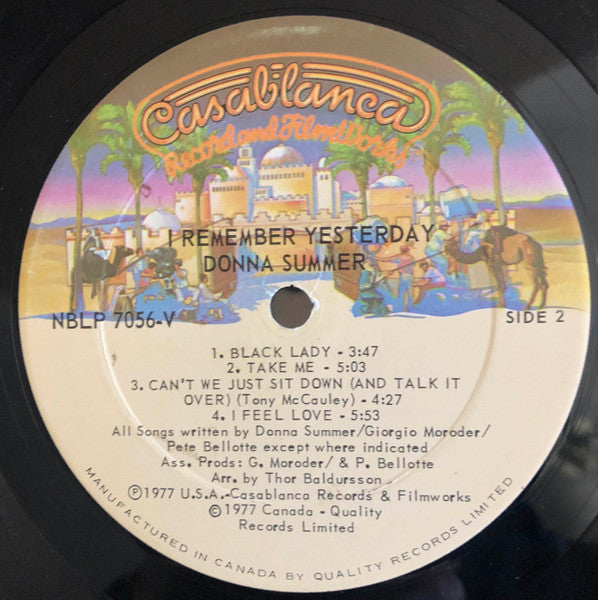 Casablanca
Record and FilmWorks
I REMEMBER YESTERDAY
DONNA SUMMER
NBLP 7056-V
SIDE 2
1. BLACK LADY - 3:47
2. TAKE ME - 5:03
3. CAN'T WE JUST SIT DOWN (AND TALK IT
OVER) (Tony McCauley) - 4:27
4. I FEEL LOVE - 5:53
All Songs written by Donna Summer/Giorgio Moroder/
Pete Bellotte except where indicated
Ass. Prods: G. Moroder/ & P. Bellotte
Arr. by Thor Baldursson
℗1977 U.S.A.-Casablanca Records & Filmworks
©1977 Canada - Quality
Records Limited
MANUFACTURED IN CANADA BY QUALITY RECORDS LIMITED